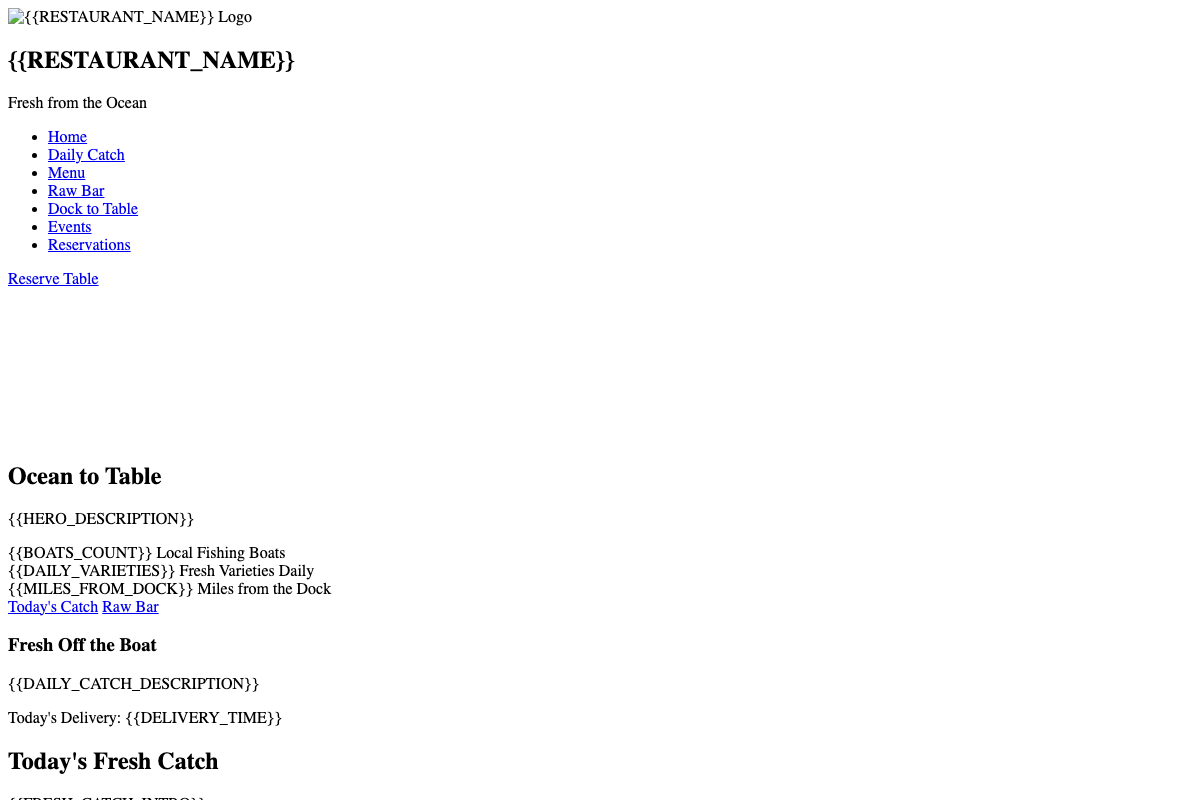 {{RESTAURANT_NAME}} Logo
{{RESTAURANT_NAME}}
Fresh from the Ocean
Home
Daily Catch
Menu
Raw Bar
Dock to Table
Events
Reservations
Reserve Table
Ocean to Table
{{HERO_DESCRIPTION}}
{{BOATS_COUNT}} Local Fishing Boats
{{DAILY_VARIETIES}} Fresh Varieties Daily
{{MILES_FROM_DOCK}} Miles from the Dock
Today's Catch Raw Bar
Fresh Off the Boat
{{DAILY_CATCH_DESCRIPTION}}
Today's Delivery: {{DELIVERY_TIME}}
Today's Fresh Catch
{{FRESH_CATCH_INTRO}}